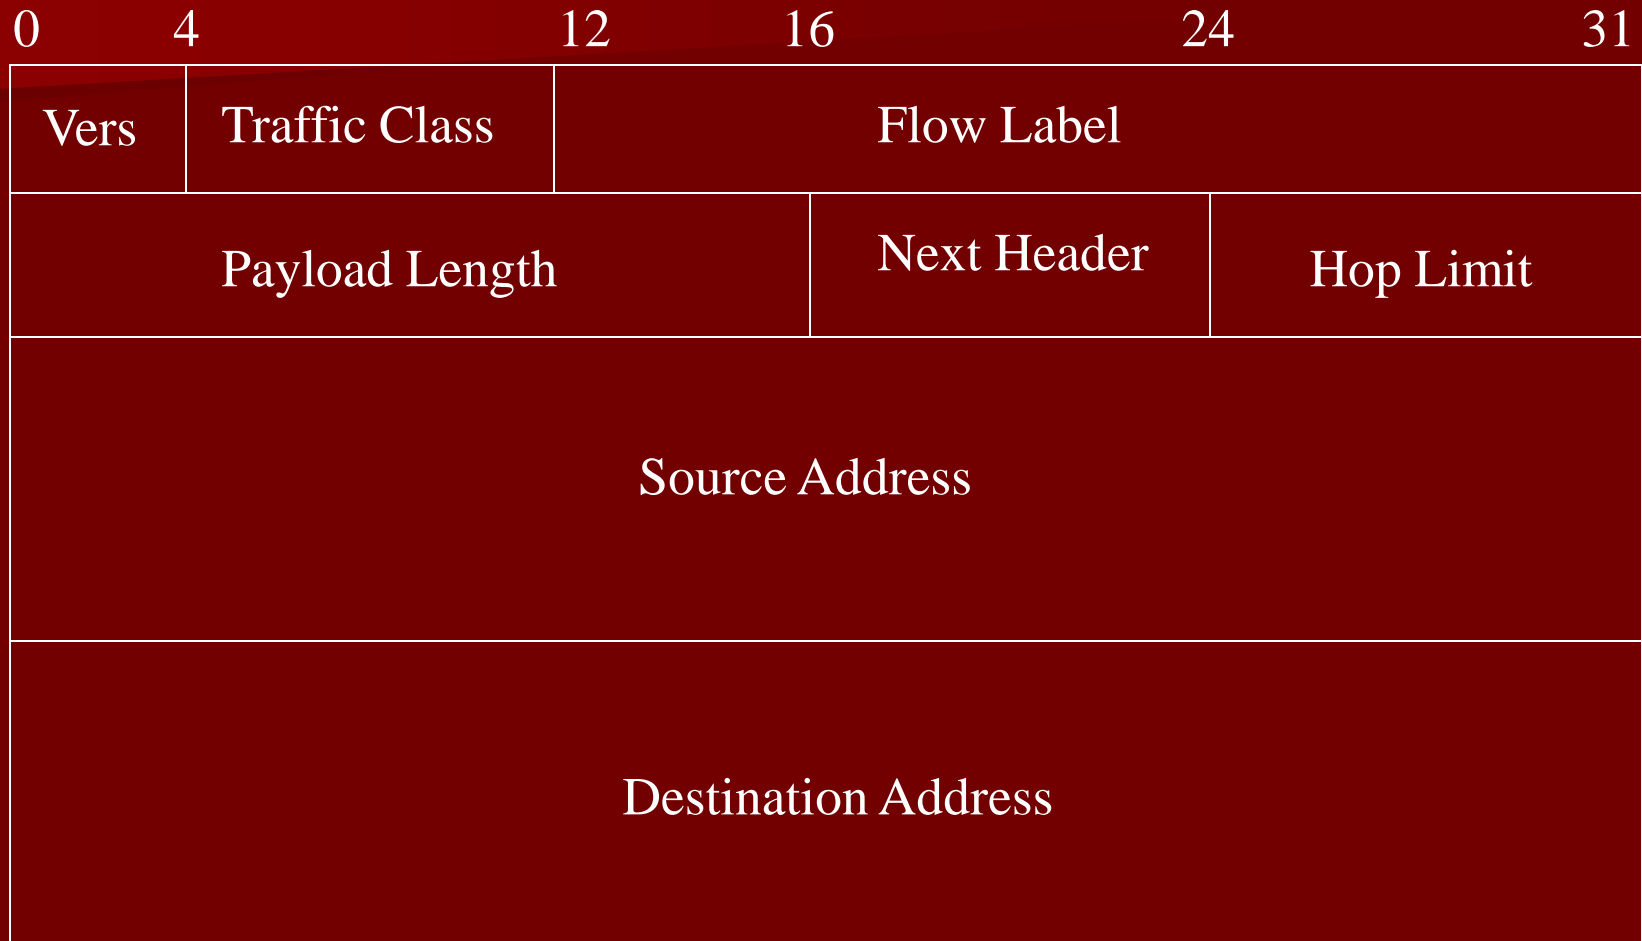 0 4 12 16 24 31
Vers Traffic Class Flow Label
Payload Length Next Header Hop Limit
Source Address
Destination Address